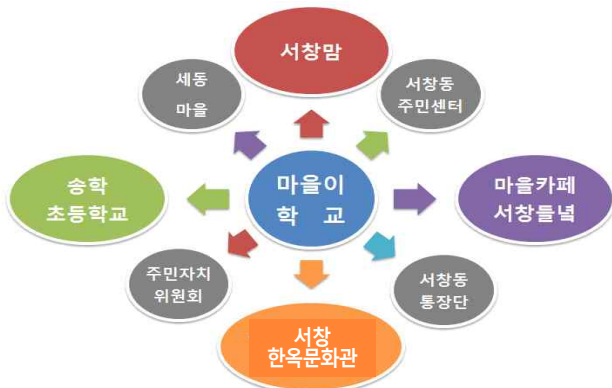 서창맘
세동
마을
서창동
주민센터
송학
초등학교
마을이
학 교
마을카페
서창들녘
주민자치
위원회
서창동
통장단
서창
한옥문화관